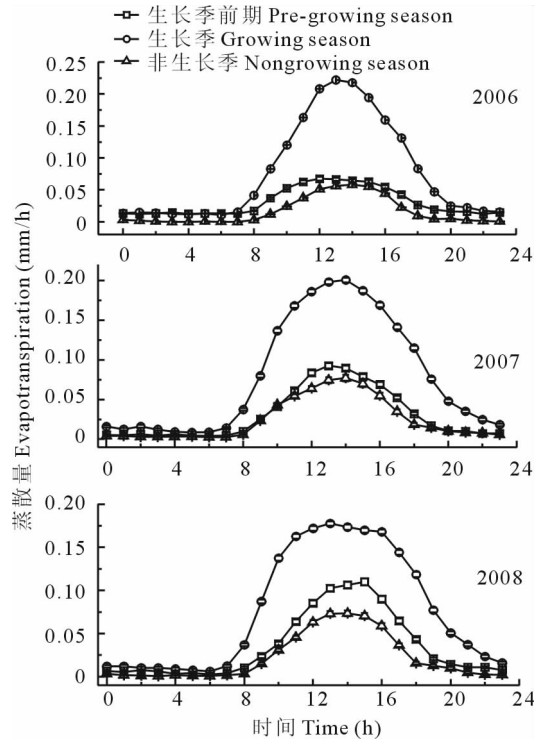 生长季前期 Pre-growing season
生长季 Growing season
非生长季 Nongrowing season
0.25
0.20
0.15
0.10
0.05
0
2006
0 4 8 12 16 20 24
0.20
0.15
0.10
0.05
0
2007
0 4 8 12 16 20 24
0.20
0.15
0.10
0.05
0
2008
0 4 8 12 16 20 24
蒸散量 Evapotranspiration (mm/h)
时间 Time (h)